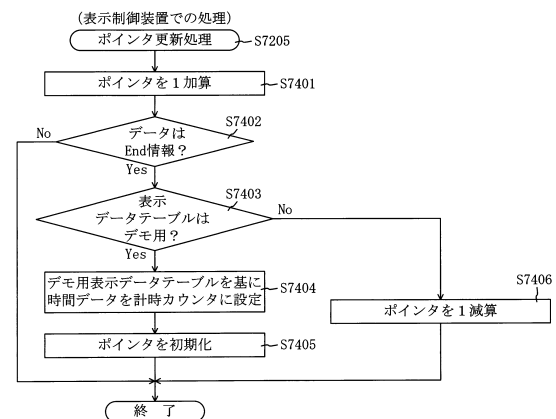 (表示制御装置での処理)
ポインタ更新処理
S7205
ポインタを1加算
S7401
S7402
No
データは
End情報？
Yes
S7403
表示
データテーブルは
デモ用？
No
Yes
デモ用表示データテーブルを基に
時間データを計時カウンタに設定
S7404
S7406
ポインタを1減算
ポインタを初期化
S7405
終 了